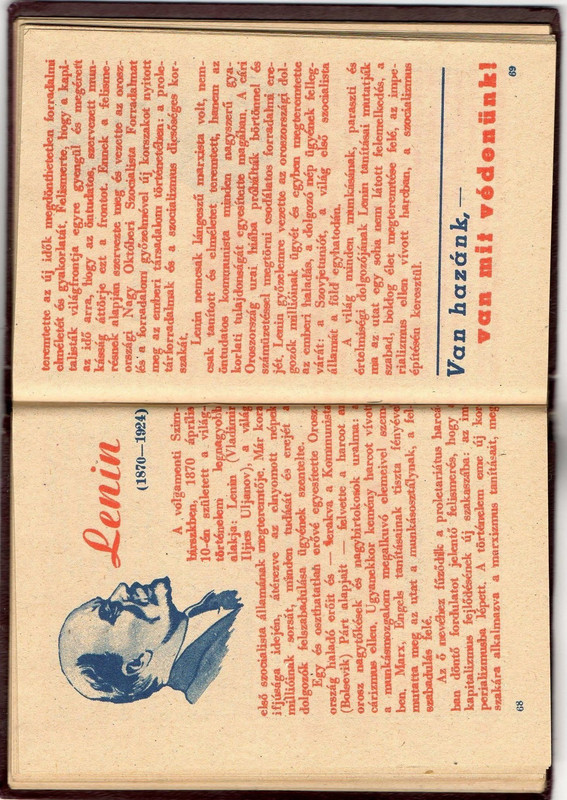 Lenin
(1870—1924)
A volgamenti Szim-
birszkben, 1870 április
10-én született a világ-
történelem legnagyobb
alakja: Lenin (Vladimir
Iljics Uljanov), a világ
első szocialista államának megteremtője. Már kora
ifjúsága idején, átérezve az elnyomott népek
millióinak sorsát, minden tudását és erejét a
dolgozók felszabadulása ügyének szentelte.
Egy és oszthatatlan erővé egyesítette Orosz-
ország haladó erőit és — lerakva a Kommunista
(Bolsevik) Párt alapjait — felvette a harcot az
orosz nagytőkések és nagybirtokosok uralma: a
cárizmus ellen. Ugyanekkor kemény harcot vívott
a munkásmozgalom megalkuvó elemeivel szem-
ben, Marx, Engels tanításainak tiszta fényével
mutatta meg az utat a munkásosztálynak, a fel-
szabadulás felé.
Az ő nevéhez fűződik a proletariátus harcá-
ban döntő fordulatot jelentő felismerés, hogy a
kapitalizmus fejlődésének új szakaszába: az im-
perializmusba lépett. A történelem eme új kor-
szakára alkalmazva a marxizmus tanításait, meg-
68
teremtette az új idők megdönthetetlen forradalmi
elméletét és gyakorlatát. Felismerte, hogy a kapi-
talisták világfrontja egyre gyengül és megérett
az idő arra, hogy az öntudatos, szervezett mun-
kásság áttörje ezt a frontot. Ennek a felisme-
résnek alapján szervezte meg és vezette az orosz-
országi Nagy Októberi Szocialista Forradalmat
és a forradalom győzelmével új korszakot nyitott
meg az emberi társadalom történetében: a prole-
tárforradalmak és a szocializmus dicsőséges kor-
szakát.
Lenin nemcsak lángeszű marxista volt, nem-
csak tanított és elméletet teremtett, hanem az
öntudatos kommunista minden nagyszerű gya-
korlati tulajdonságát egyesítette magában. A cári
Oroszország urai hiába próbálták börtönnel és
száműzetéssel megtörni csodálatos forradalmi ere-
jét, Lenin győzelemre vezette az oroszországi dol-
gozók millióinak ügyét és egyben megteremtette
az emberi haladás, a dolgozó nép ügyének felleg-
várát: a Szovjetuniót, a világ első szocialista
államát a föld egyhatodán.
A világ minden munkásának, paraszti és
értelmiségi dolgozójának Lenin tanításai mutatják
ma az utat egy soha nem látott felemelkedés, a
szabad, boldog élet megteremtése felé, az impe-
rializmus ellen vívott harcban, a szocializmus
építésén keresztül.
Van hazánk, —
van mit védenünk!
69